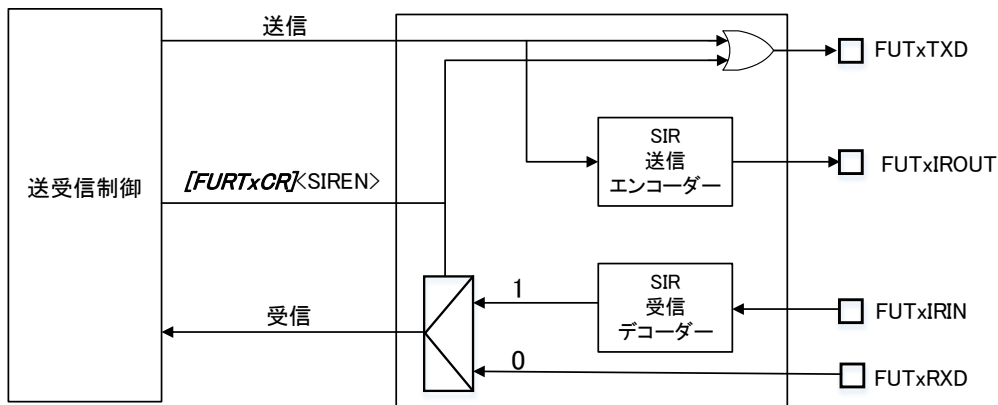 送信
FUTxTXD
SIR
送信
エンコーダー
FUTxIROUT
送受信制御
[FURTxCR]<SIREN>
1
SIR
受信
デコーダー
FUTxIRIN
受信
0
FUTxRXD